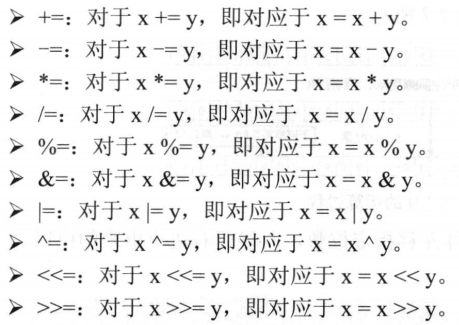 ➢ +=：对于 x += y，即对应于 x = x + y。
➢ −=：对于 x −= y，即对应于 x = x − y。
➢ *=：对于 x *= y，即对应于 x = x * y。
➢ /=：对于 x /= y，即对应于 x = x / y。
➢ %=：对于 x %= y，即对应于 x = x % y。
➢ &=：对于 x &= y，即对应于 x = x & y。
➢ |=：对于 x |= y，即对应于 x = x | y。
➢ ^=：对于 x ^= y，即对应于 x = x ^ y。
➢ <<=：对于 x <<= y，即对应于 x = x << y。
➢ >>=：对于 x >>= y，即对应于 x = x >> y。